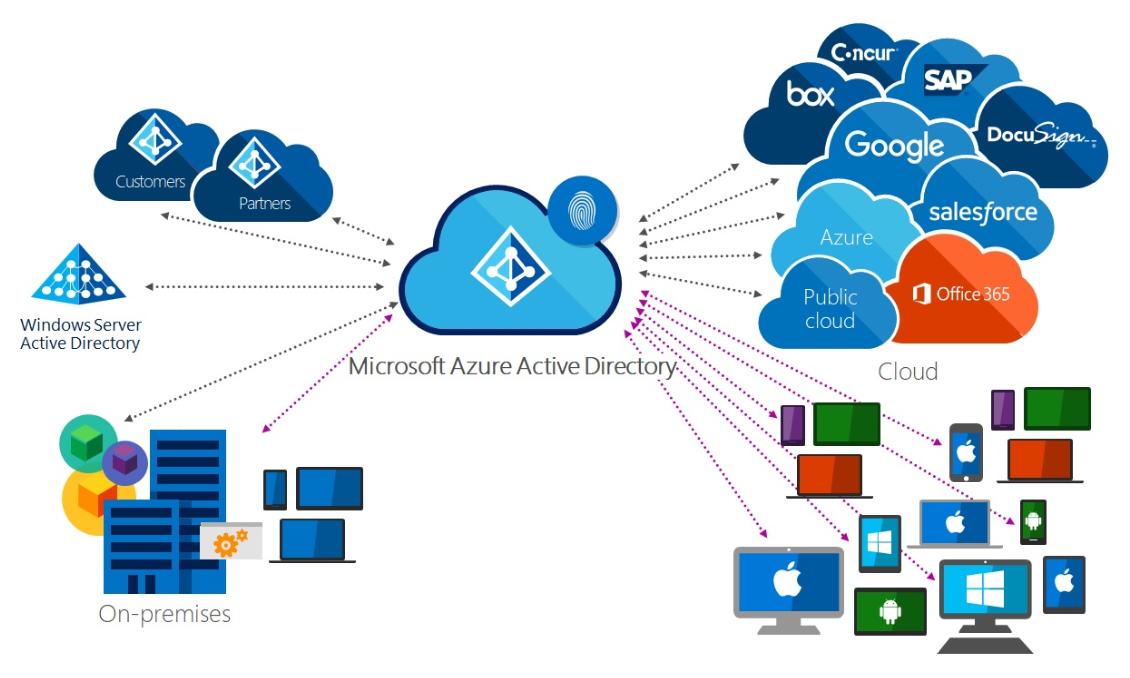 Customers
Partners
Windows Server
Active Directory
Microsoft Azure Active Directory
On-premises
Concur
SAP
box
Google
DocuSign
salesforce
Azure
Office 365
Public
cloud
Cloud